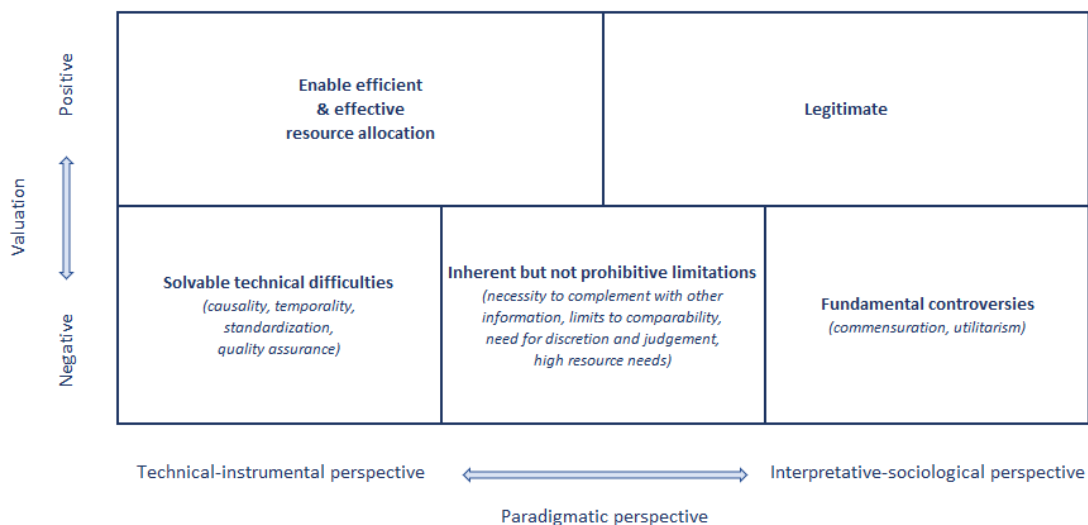 Enable efficient
& effective
resource allocation
Legitimate
Positive
Valuation
Negative
Solvable technical difficulties
(causality, temporality,
standardization,
quality assurance)
Inherent but not prohibitive limitations
(necessity to complement with other
information, limits to comparability,
need for discretion and judgement,
high resource needs)
Fundamental controversies
(commensuration, utilitarism)
Technical-instrumental perspective
Interpretative-sociological perspective
Paradigmatic perspective